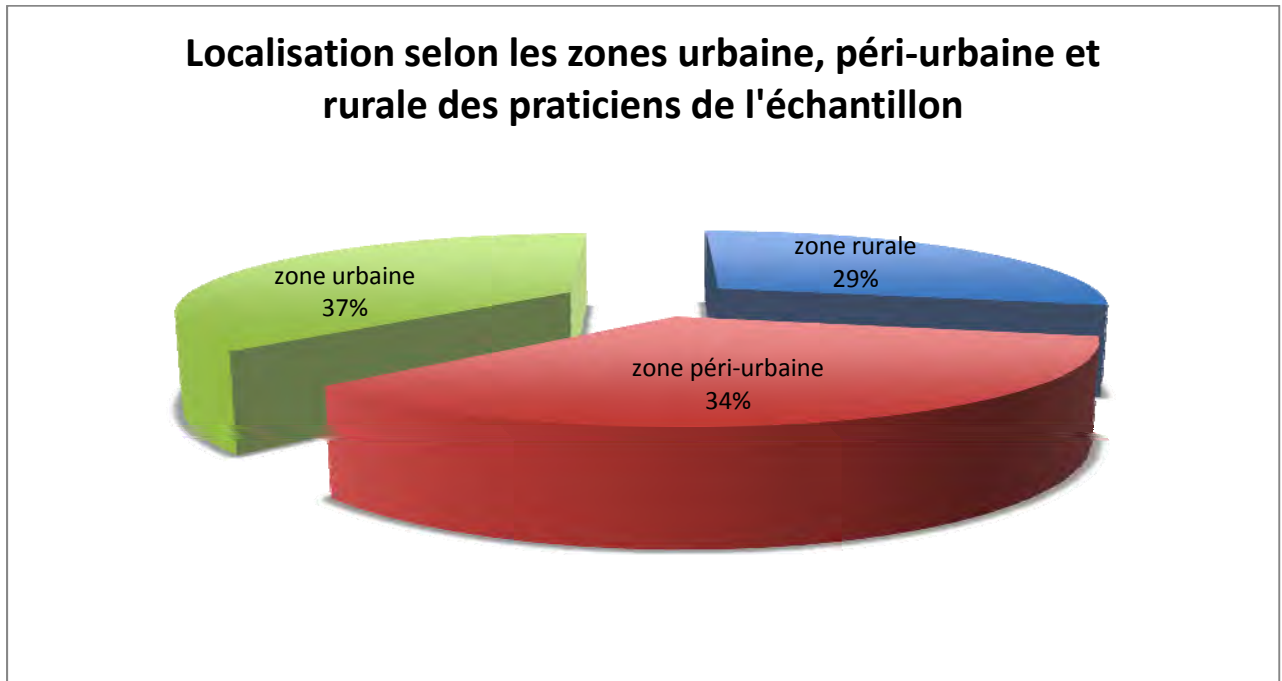 Localisation selon les zones urbaine, péri-urbaine et
rurale des praticiens de l'échantillon
zone urbaine
37%
zone rurale
29%
zone péri-urbaine
34%